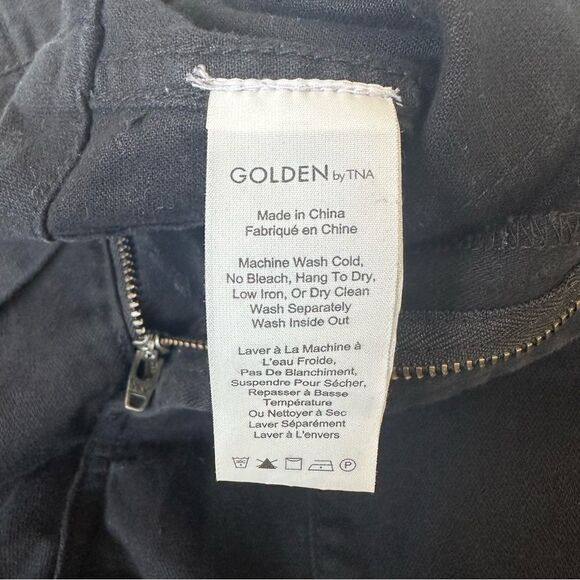 GOLDEN by TNA
Made in China
Fabriqué en Chine
Machine Wash Cold,
No Bleach, Hang To Dry,
Low Iron, Or Dry Clean
Wash Separately
Wash Inside Out
Laver à La Machine à
L'eau Froide,
Pas De Blanchiment,
Suspendre Pour Sécher,
Repasser à Basse
Température
Ou Nettoyer à Sec
Laver Séparément
Laver à L'envers
P